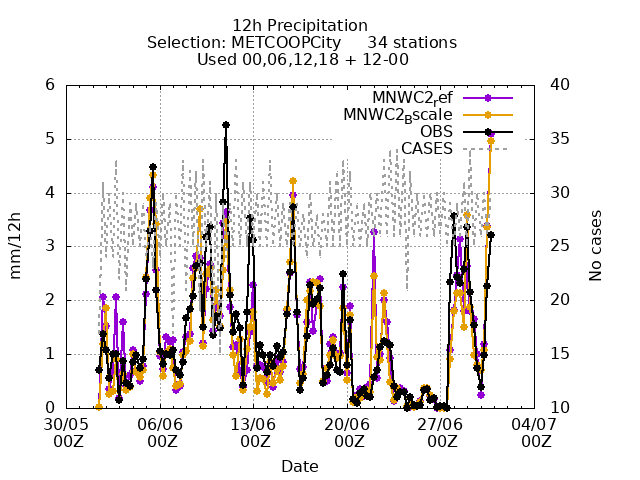 12h Precipitation
Selection: METCOOPCity 34 stations
Used 00,06,12,18 + 12-00
MNWC2_ref
MNWC2_Bscale
OBS
CASES
mm/12h
6
5
4
3
2
1
0
No cases
40
35
30
25
20
15
10
30/05 06/06 13/06 20/06 27/06 04/07
00Z 00Z 00Z 00Z 00Z 00Z
Date